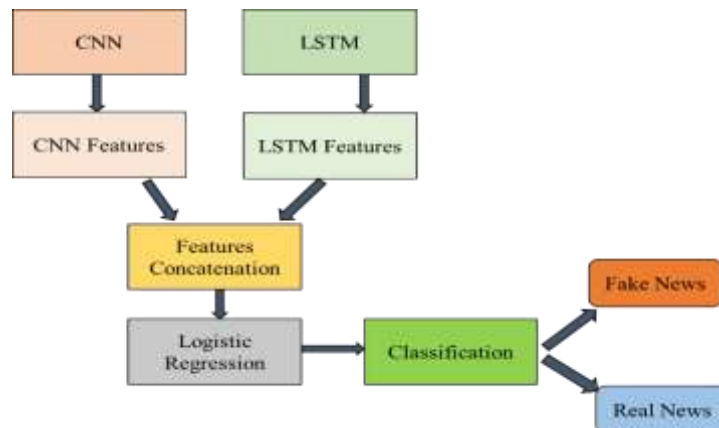 CNN
LSTM
CNN Features
LSTM Features
Features
Concatenation
Fake News
Logistic
Regression
Classification
Real News